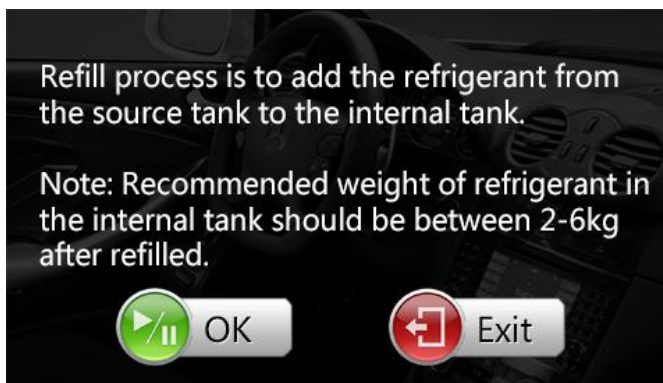 Refill process is to add the refrigerant from
the source tank to the internal tank.
Note: Recommended weight of refrigerant in
the internal tank should be between 2-6kg
after refilled.
OK
Exit